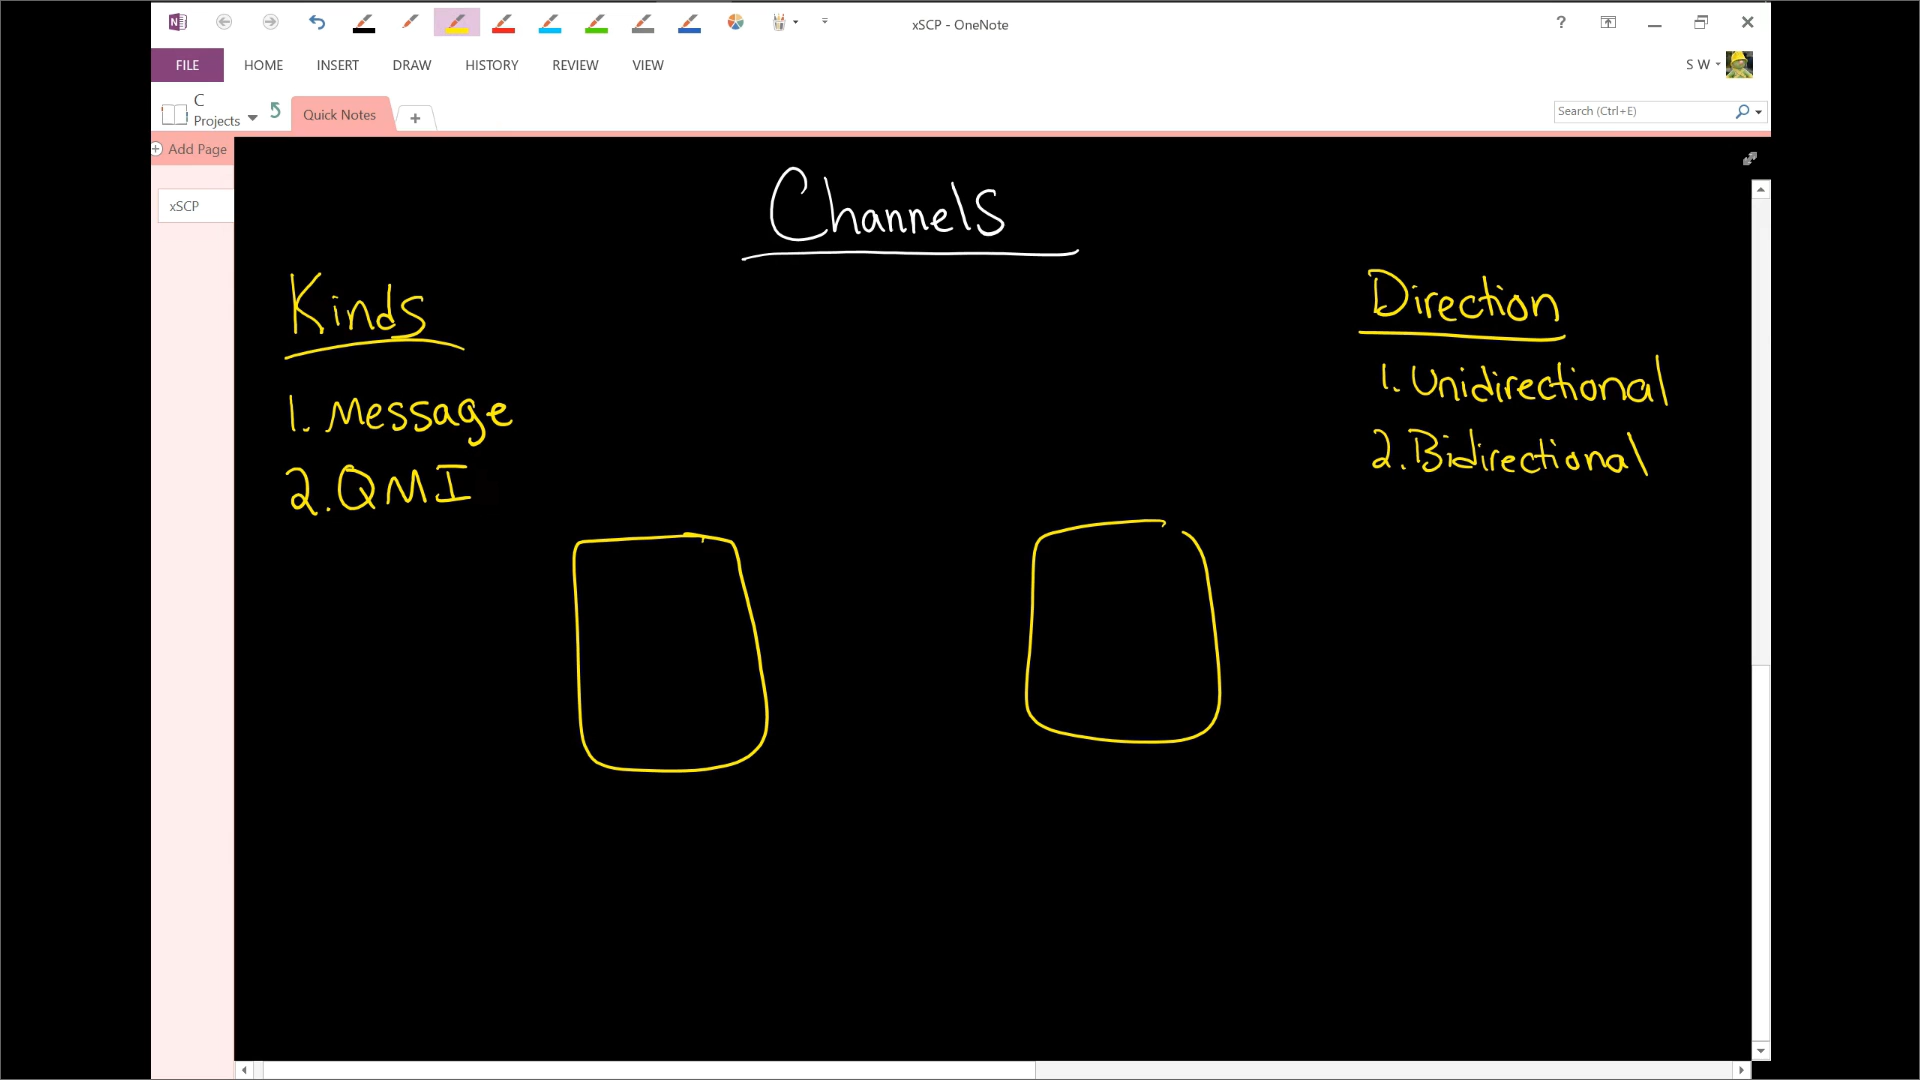 xSCP - OneNote
?
FILE HOME INSERT DRAW HISTORY REVIEW VIEW
S W
C
Projects
Quick Notes
+
Search (Ctrl+E)
Add Page
xSCP
Channels
Kinds
1. Message
2. QMI
Direction
1. Unidirectional
2. Bidirectional